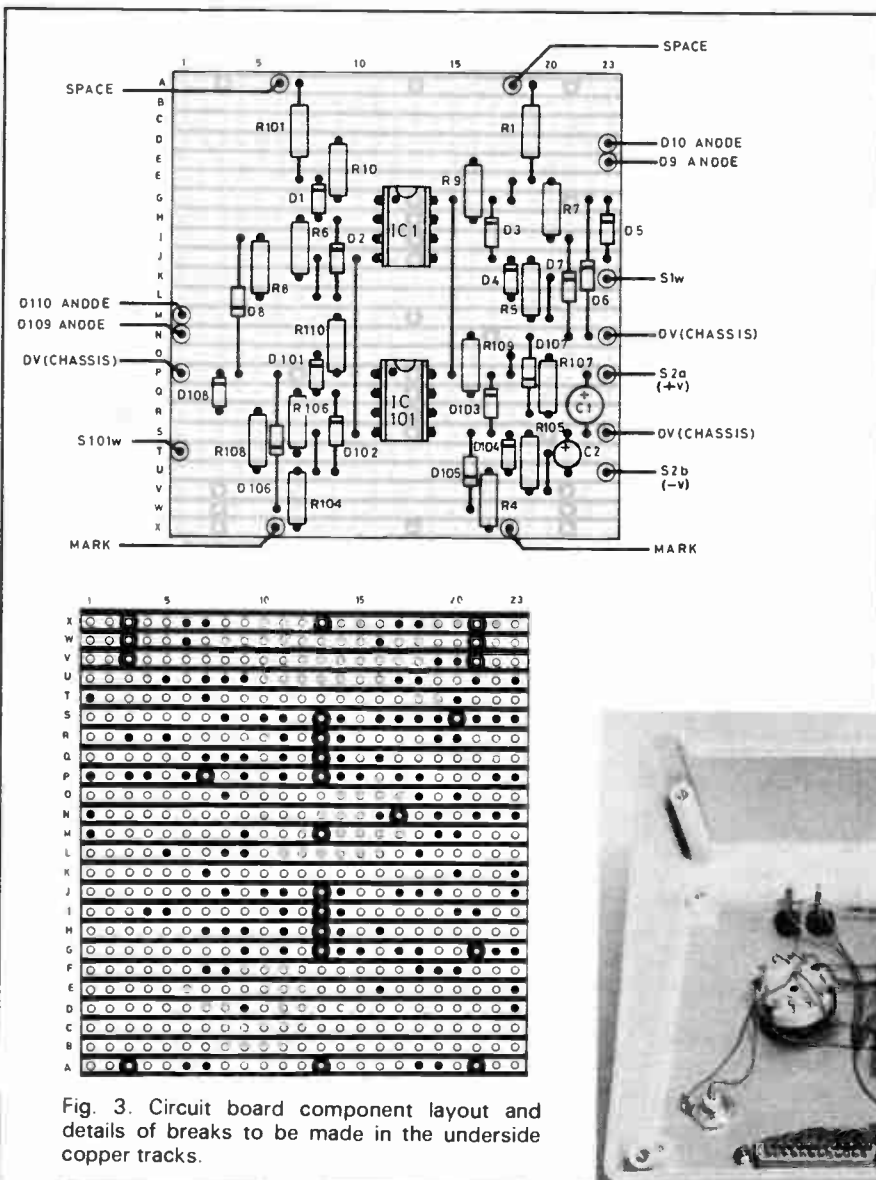 SPACE
SPACE
1 5 10 15 20 23
A
B
C
D
E
E
G
H
I
J
K
L
M
N
O
P
Q
R
S
T
U
V
W
X
R101
R10
D1
R6
D2
R8
D8
R110
D101
D108
R106
R108
D106
D102
R104
IC1
IC
101
R1
R9
R7
D3
D5
D4
D7
R5
D6
R109
D107
R107
D103
C1
R105
D104
D105
C2
R4
D10 ANODE
D9 ANODE
S1w
0V(CHASSIS)
S2a
(+v)
0V(CHASSIS)
S2b
(-v)
D110 ANODE
D109 ANODE
0V(CHASSIS)
S101w
MARK
MARK
1 5 10 15 20 23
X
W
V
U
T
S
R
Q
P
O
N
M
L
K
J
I
H
G
F
E
D
C
B
A
Fig. 3. Circuit board component layout and
details of breaks to be made in the underside
copper tracks.